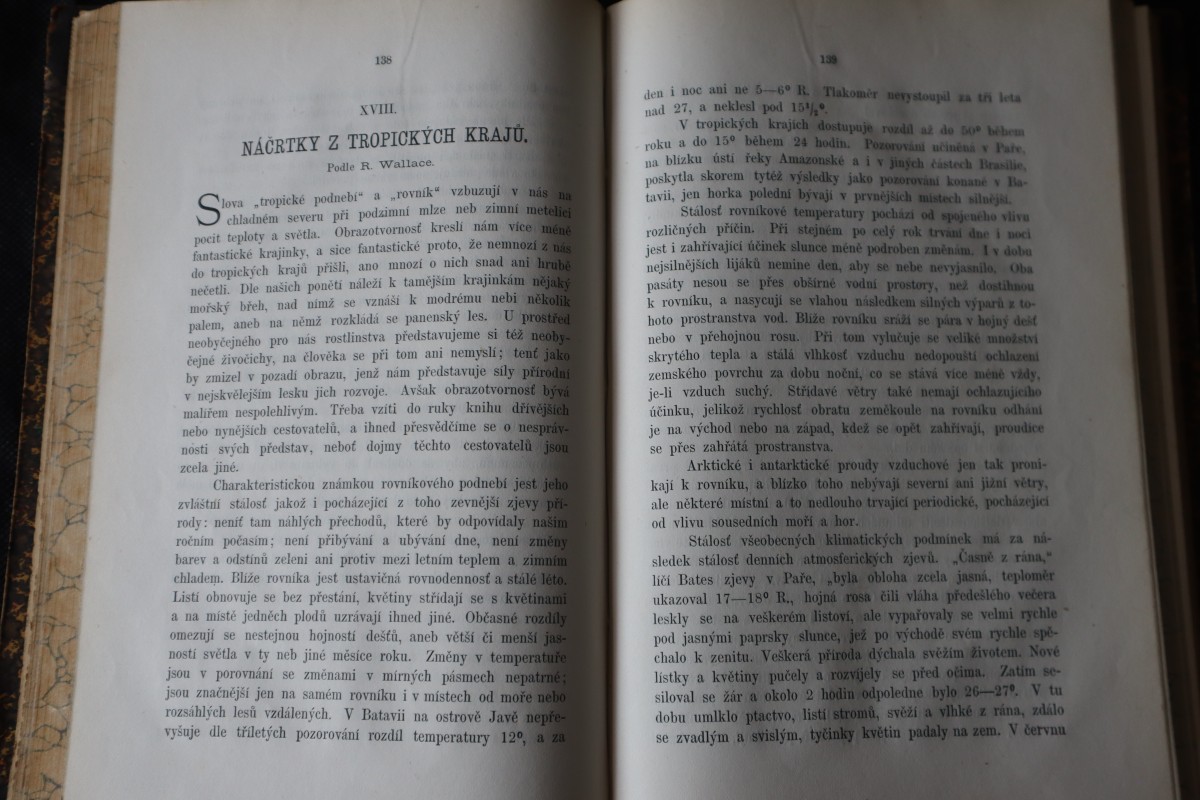 138
XVIII.
NÁČRTKY Z TROPICKÝCH KRAJŮ.
Podle R. Wallace.
Slova „tropické podnebí“ a „rovník“ vzbuzují v nás na
chladném severu při podzimní mlze neb zimní metelici
pocit teploty a světla. Obrazotvornosť kreslí nám více méně
fantastické krajinky, a sice fantastické proto, že nemnozí z nás
do tropických krajů přišli, ano mnozí o nich snad ani hrubě
nečetli. Dle našich ponětí náleží k tamějším krajinkám nějaký
mořský břeh, nad nímž se vznáší k modrému nebi několik
palem, aneb na němž rozkládá se panenský les. U prostřed
neobyčejného pro nás rostlinstva představujeme si též neoby-
čejné živočichy, na člověka se při tom ani nemyslí; tenť jako
by zmizel v pozadí obrazu, jenž nám představuje síly přírodní
v nejskvělejším lesku jich rozvoje. Avšak obrazotvornosť bývá
malířem nespolehlivým. Třeba vzíti do ruky knihu dřívějších
nebo nynějších cestovatelů, a ihned přesvědčíme se o nespráv-
nosti svých představ, neboť dojmy těchto cestovatelů jsou
zcela jiné.
Charakteristickou známkou rovníkového podnebí jest jeho
zvláštní stálosť jakož i pocházející z toho zevnější zjevy pří-
rody: neníť tam náhlých přechodů, které by odpovídaly našim
ročním počasím; není přibývání a ubývání dne, není změny
barev a odstínů zeleni ani protiv mezi letním teplem a zimním
chladem. Blíže rovníka jest ustavičná rovnodennosť a stálé léto.
Listí obnovuje se bez přestání, květiny střídají se s květinami
a na místě jedněch plodů uzrávají ihned jiné. Občasné rozdíly
omezují se nestejnou hojností dešťů, aneb větší či menší jas-
ností světla v ty neb jiné měsíce roku. Změny v temperatuře
jsou v porovnání se změnami v mírných pásmech nepatrné;
jsou značnější jen na samém rovníku i v místech od moře nebo
rozsáhlých lesů vzdálených. V Batavii na ostrově Javě nepře-
vyšuje dle tříletých pozorování rozdíl temperatury 12°, a za
139
den i noc ani ne 5—6° R. Tlakoměr nevystoupil za tři leta
nad 27, a neklesl pod 15½°.
V tropických krajích dostupuje rozdíl až do 50° během
roku a do 15° během 24 hodin. Pozorování učiněná v Paře,
na blízku ústí řeky Amazonské a i v jiných částech Brasilie,
poskytla skorem tytéž výsledky jako pozorování konané v Ba-
tavii, jen horka polední bývají v prvnějších místech silnější.
Stálosť rovníkové temperatury pochází od spojeného vlivu
rozličných příčin. Při stejném po celý rok trvání dne i noci
jest i zahřívající účinek slunce méně podroben změnám. I v dobu
nejsilnějších lijáků nemine den, aby se nebe nevyjasnilo. Oba
pasáty nesou se přes obšírné vodní prostory, než dostihnou
k rovníku, a nasycují se vlahou následkem silných výparů z to-
hoto prostranstva vod. Blíže rovníku sráží se pára v hojný dešť
nebo v přehojnou rosu. Při tom vylučuje se veliké množství
skrytého tepla a stálá vlhkosť vzduchu nedopouští ochlazení
zemského povrchu za dobu noční, co se stává více méně vždy,
je-li vzduch suchý. Střídavé větry také nemají ochlazujícího
účinku, jelikož rychlosť obratu zeměkoule na rovníku odhání
je na východ nebo na západ, kdež se opět zahřívají, proudíce
se přes zahřátá prostranstva.
Arktické i antarktické proudy vzduchové jen tak proni-
kají k rovníku, a blízko toho nebývají severní ani jižní větry,
ale některé místní a to nedlouho trvající periodické, pocházející
od vlivu sousedních moří a hor.
Stálosť všeobecných klimatických podmínek má za ná-
sledek stálosť denních atmosferických zjevů. „Časně z rána,“
líčí Bates zjevy v Paře, „byla obloha zcela jasná, teploměr
ukazoval 17—18° R., hojná rosa čili vláha předešlého večera
leskly se na veškerém listoví, ale vypařovaly se velmi rychle
pod jasnými paprsky slunce, jež po východě svém rychle spě-
chalo k zenitu. Veškerá příroda dýchala svěžím životem. Nové
lístky a květiny pučely a rozvíjely se před očima. Zatím se-
siloval se žár a okolo 2 hodin odpoledne bylo 26—27°. V tu
dobu umlklo ptactvo, listí stromů, svěží a vlhké z rána, zdálo
se zvadlým a svislým, tyčinky květin padaly na zem. V červnu